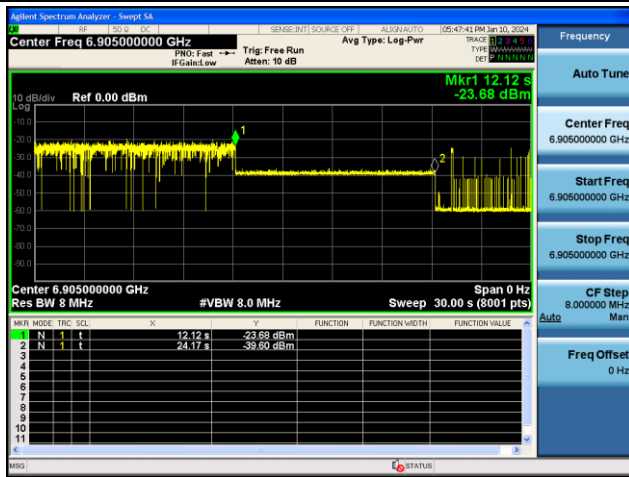 Agilent Spectrum Analyzer - Swept SA
RF 50 Ω DC SENSE:INT SOURCE OFF ALIGN AUTO 05:47:41 PM Jan 10, 2024
Center Freq 6.905000000 GHz
PNO: Fast
IFGain:Low
Trig: Free Run
Atten: 10 dB
Avg Type: Log-Pwr
TRACE 1 2 3 4 5 6
TYPE
DET P N N N N N
Mkr1 12.12 s
-23.68 dBm
10 dB/div Ref 0.00 dBm
Log
-10.0
-20.0
-30.0
-40.0
-50.0
-60.0
-70.0
-80.0
-90.0
1
2
Center 6.905000000 GHz Span 0 Hz
Res BW 8 MHz #VBW 8.0 MHz Sweep 30.00 s (8001 pts)
MKR MODE TRC SCL X Y FUNCTION FUNCTION WIDTH FUNCTION VALUE
1 N 1 t 12.12 s -23.68 dBm
2 N 1 t 24.17 s -39.60 dBm
3
4
5
6
7
8
9
10
11
MSG STATUS
Frequency
Auto Tune
Center Freq
6.905000000 GHz
Start Freq
6.905000000 GHz
Stop Freq
6.905000000 GHz
CF Step
8.000000 MHz
Auto Man
Freq Offset
0 Hz